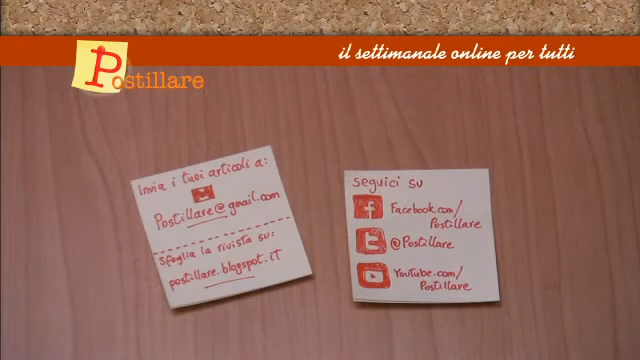 il settimanale online per tutti
Postillare
Invia i tuoi articoli a:
Postillare@gmail.com
sfoglia la rivista su:
postillare.blogspot.it
seguici su
Facebook.com/
Postillare
@Postillare
YouTube.com/
Postillare